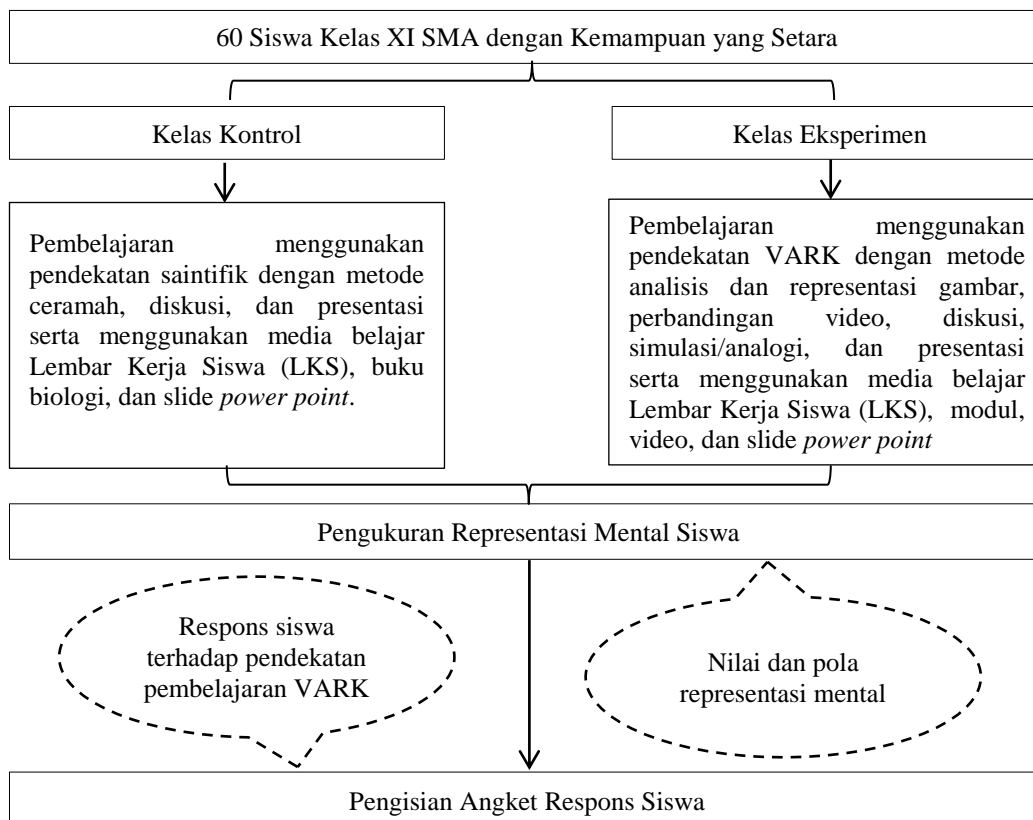 60 Siswa Kelas XI SMA dengan Kemampuan yang Setara
Kelas Kontrol
Kelas Eksperimen
Pembelajaran menggunakan
pendekatan saintifik dengan metode
ceramah, diskusi, dan presentasi
serta menggunakan media belajar
Lembar Kerja Siswa (LKS), buku
biologi, dan slide power point.
Pembelajaran menggunakan
pendekatan VARK dengan metode
analisis dan representasi gambar,
perbandingan video, diskusi,
simulasi/analogi, dan presentasi
serta menggunakan media belajar
Lembar Kerja Siswa (LKS), modul,
video, dan slide power point
Pengukuran Representasi Mental Siswa
Respons siswa
terhadap pendekatan
pembelajaran VARK
Nilai dan pola
representasi mental
Pengisian Angket Respons Siswa